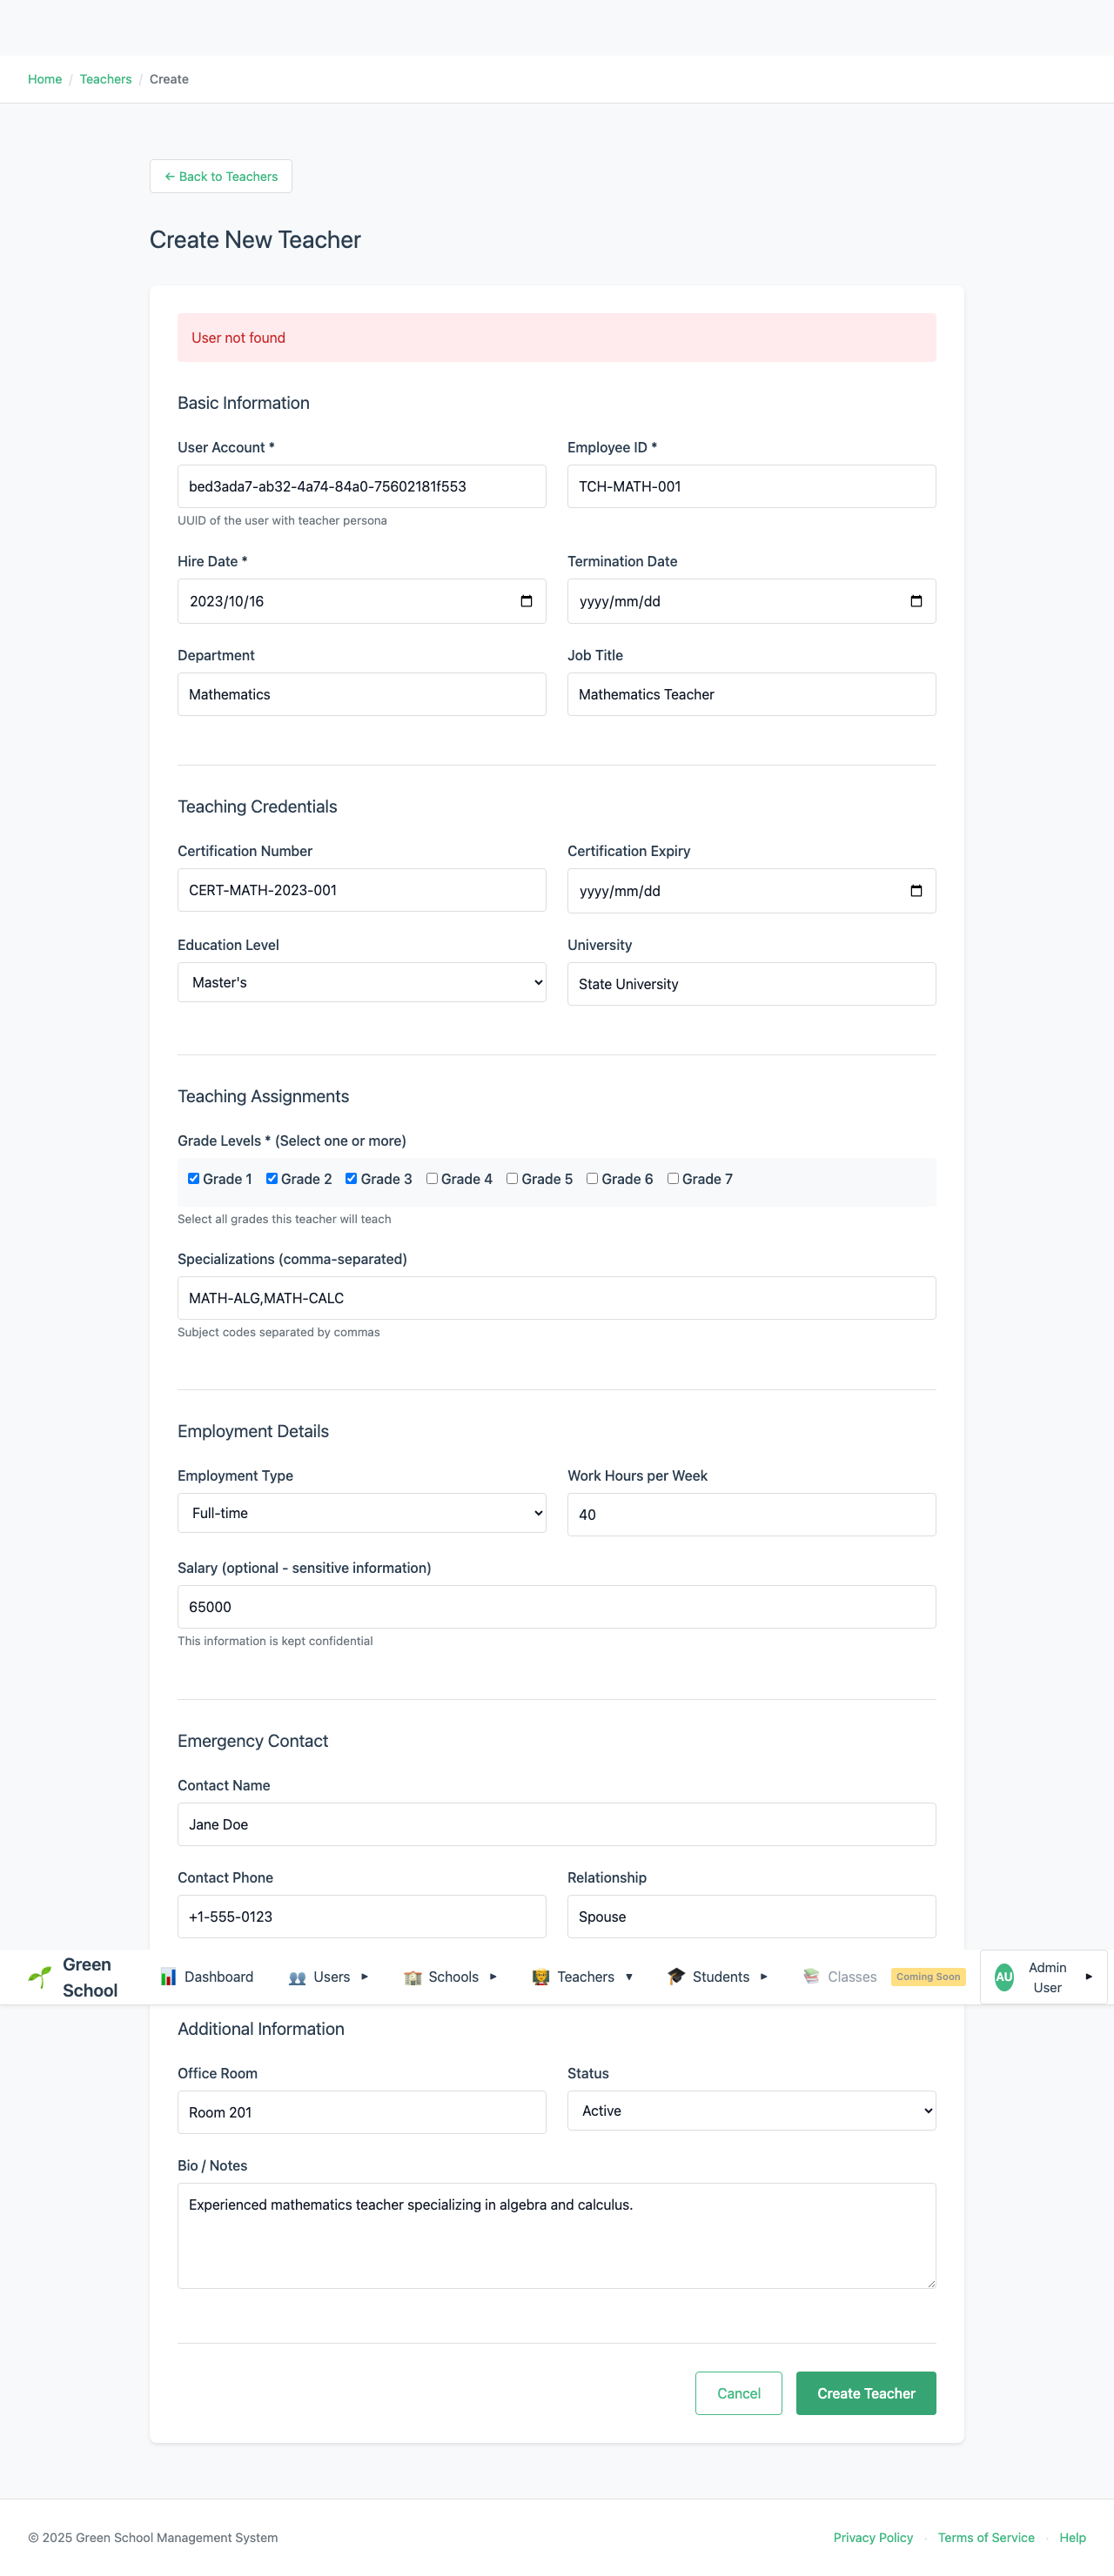 Home / Teachers / Create
← Back to Teachers
Create New Teacher
User not found
Basic Information
User Account * Employee ID *
bed3ada7-ab32-4a74-84a0-75602181f553 TCH-MATH-001
UUID of the user with teacher persona
Hire Date * Termination Date
2023/10/16 yyyy/mm/dd
Department Job Title
Mathematics Mathematics Teacher
Teaching Credentials
Certification Number Certification Expiry
CERT-MATH-2023-001 yyyy/mm/dd
Education Level University
Master's State University
Teaching Assignments
Grade Levels * (Select one or more)
Grade 1 Grade 2 Grade 3 Grade 4 Grade 5 Grade 6 Grade 7
Select all grades this teacher will teach
Specializations (comma-separated)
MATH-ALG,MATH-CALC
Subject codes separated by commas
Employment Details
Employment Type Work Hours per Week
Full-time 40
Salary (optional - sensitive information)
65000
This information is kept confidential
Emergency Contact
Contact Name
Jane Doe
Contact Phone Relationship
+1-555-0123 Spouse
Green School Dashboard Users Schools Teachers Students Classes Coming Soon AU Admin User
Additional Information
Office Room Status
Room 201 Active
Bio / Notes
Experienced mathematics teacher specializing in algebra and calculus.
Cancel Create Teacher
© 2025 Green School Management System Privacy Policy · Terms of Service · Help